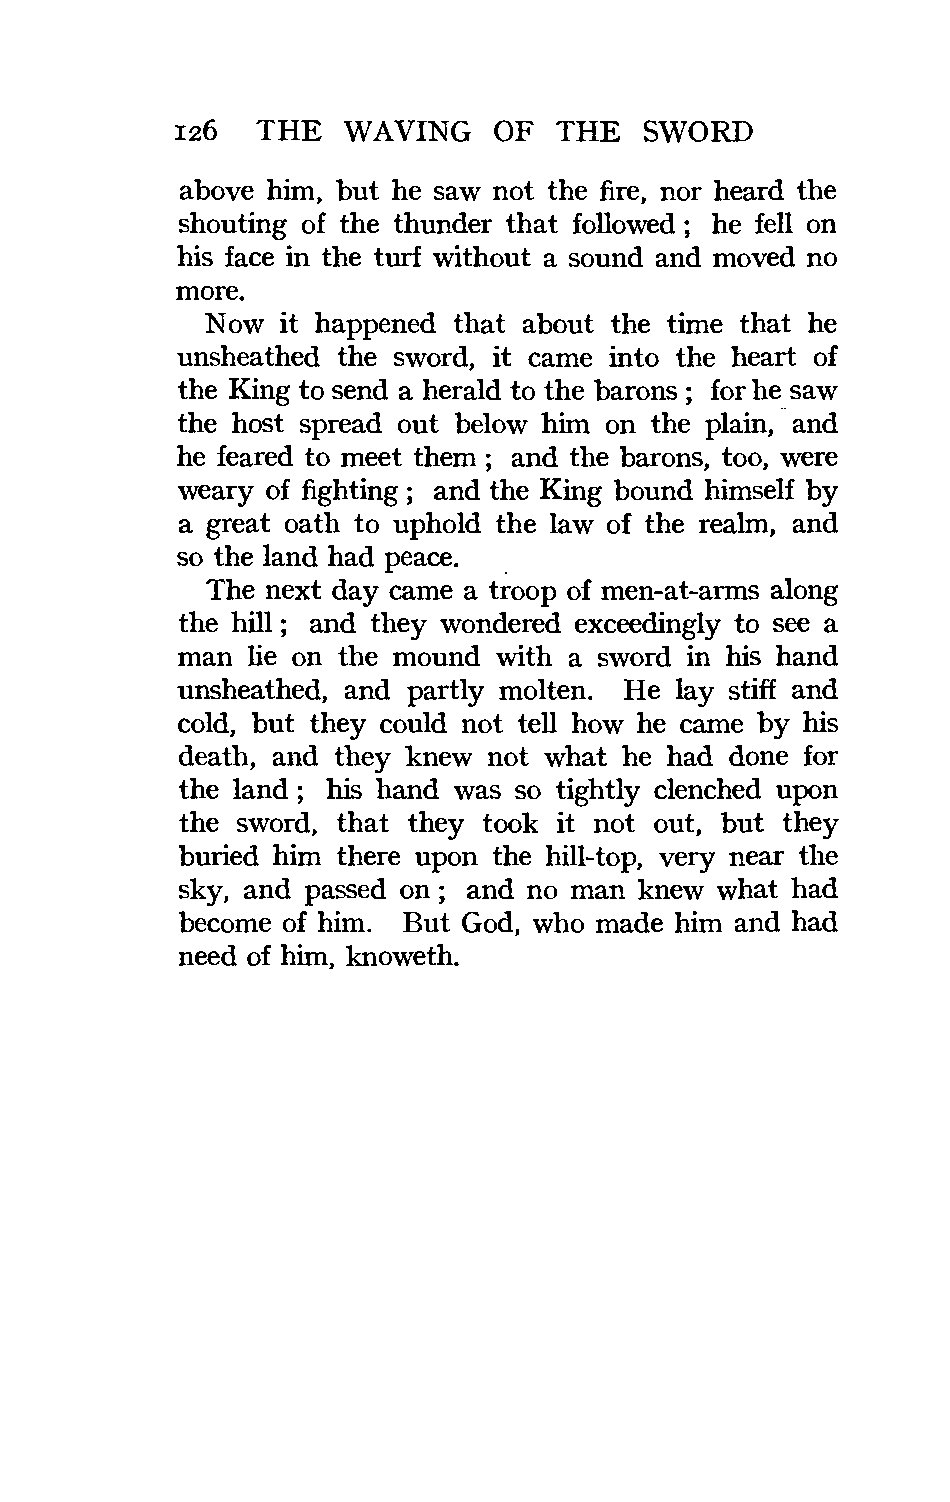 126 THE WAVING OF THE SWORD
above him, but he saw not the fire, nor heard the
shouting of the thunder that followed ; he fell on
his face in the turf without a sound and moved no
more.
Now it happened that about the time that he
unsheathed the sword, it came into the heart of
the King to send a herald to the barons ; for he saw
the host spread out below him on the plain, and
he feared to meet them ; and the barons, too, were
weary of fighting ; and the King bound himself by
a great oath to uphold the law of the realm, and
so the land had peace.
The next day came a troop of men-at-arms along
the hill ; and they wondered exceedingly to see a
man lie on the mound with a sword in his hand
unsheathed, and partly molten. He lay stiff and
cold, but they could not tell how he came by his
death, and they knew not what he had done for
the land ; his hand was so tightly clenched upon
the sword, that they took it not out, but they
buried him there upon the hill-top, very near the
sky, and passed on ; and no man knew what had
become of him. But God, who made him and had
need of him, knoweth.